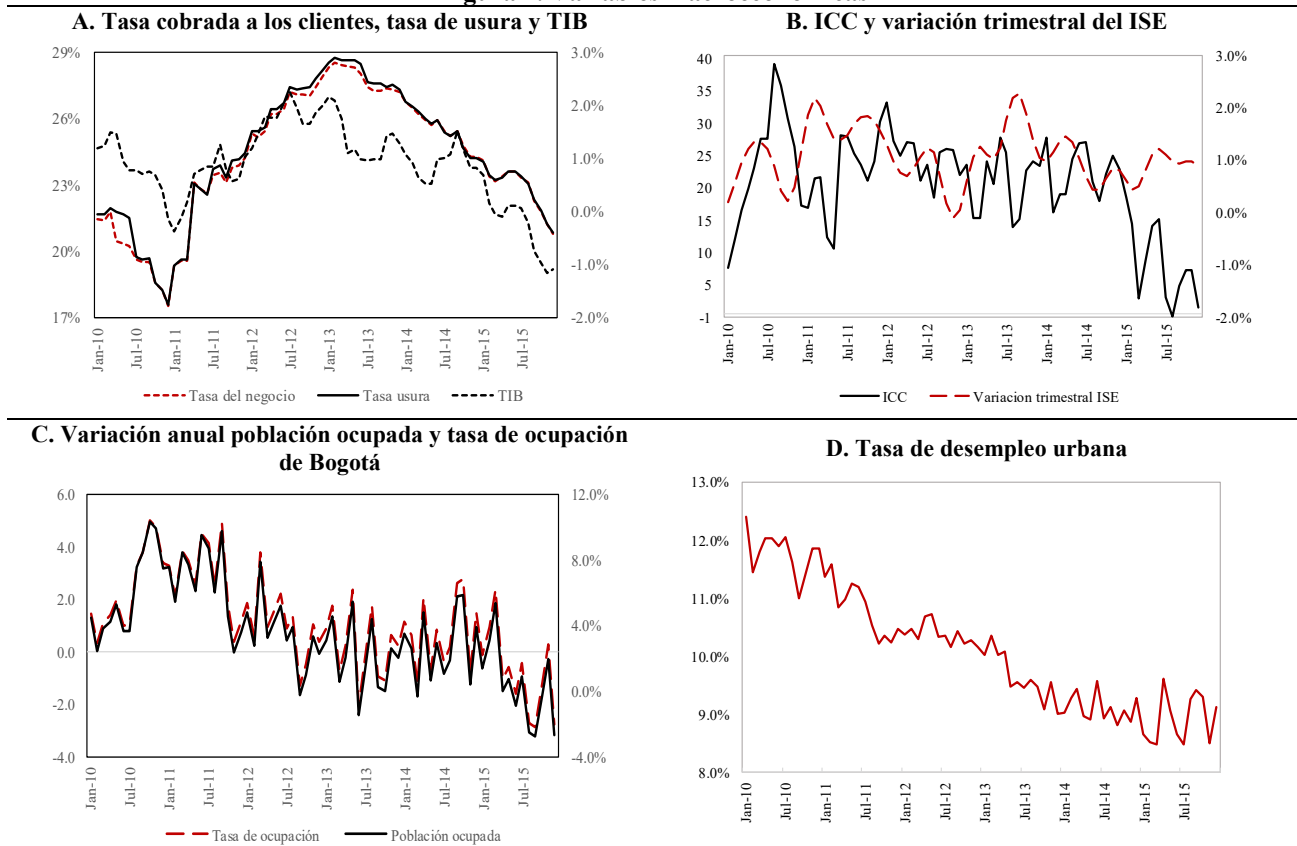 A. Tasa cobrada a los clientes, tasa de usura y TIB
29%
26%
23%
20%
17%
3.0%
2.0%
1.0%
0.0%
-1.0%
-2.0%
Jan-10
Jul-10
Jan-11
Jul-11
Jan-12
Jul-12
Jan-13
Jul-13
Jan-14
Jul-14
Jan-15
Jul-15
Tasa del negocio
Tasa usura
TIB
B. ICC y variación trimestral del ISE
40
35
30
25
20
15
10
5
-1
3.0%
2.0%
1.0%
0.0%
-1.0%
-2.0%
Jan-10
Jul-10
Jan-11
Jul-11
Jan-12
Jul-12
Jan-13
Jul-13
Jan-14
Jul-14
Jan-15
Jul-15
ICC
Variacion trimestral ISE
C. Variación anual población ocupada y tasa de ocupación
de Bogotá
6.0
4.0
2.0
0.0
-2.0
-4.0
12.0%
8.0%
4.0%
0.0%
-4.0%
Jan-10
Jul-10
Jan-11
Jul-11
Jan-12
Jul-12
Jan-13
Jul-13
Jan-14
Jul-14
Jan-15
Jul-15
Tasa de ocupación
Población ocupada
D. Tasa de desempleo urbana
13.0%
12.0%
11.0%
10.0%
9.0%
8.0%
Jan-10
Jul-10
Jan-11
Jul-11
Jan-12
Jul-12
Jan-13
Jul-13
Jan-14
Jul-14
Jan-15
Jul-15